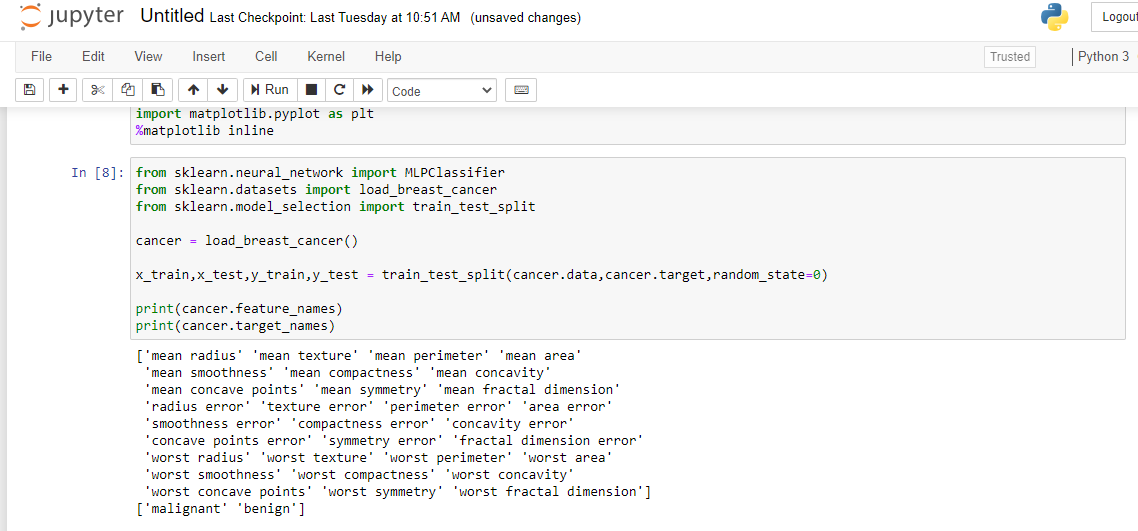 jupyter Untitled Last Checkpoint: Last Tuesday at 10:51 AM (unsaved changes)
Logout
File Edit View Insert Cell Kernel Help Trusted Python 3
Run Code
import matplotlib.pyplot as plt
%matplotlib inline
In [8]: from sklearn.neural_network import MLPClassifier
from sklearn.datasets import load_breast_cancer
from sklearn.model_selection import train_test_split
cancer = load_breast_cancer()
x_train,x_test,y_train,y_test = train_test_split(cancer.data,cancer.target,random_state=0)
print(cancer.feature_names)
print(cancer.target_names)
['mean radius' 'mean texture' 'mean perimeter' 'mean area'
'mean smoothness' 'mean compactness' 'mean concavity'
'mean concave points' 'mean symmetry' 'mean fractal dimension'
'radius error' 'texture error' 'perimeter error' 'area error'
'smoothness error' 'compactness error' 'concavity error'
'concave points error' 'symmetry error' 'fractal dimension error'
'worst radius' 'worst texture' 'worst perimeter' 'worst area'
'worst smoothness' 'worst compactness' 'worst concavity'
'worst concave points' 'worst symmetry' 'worst fractal dimension']
['malignant' 'benign']